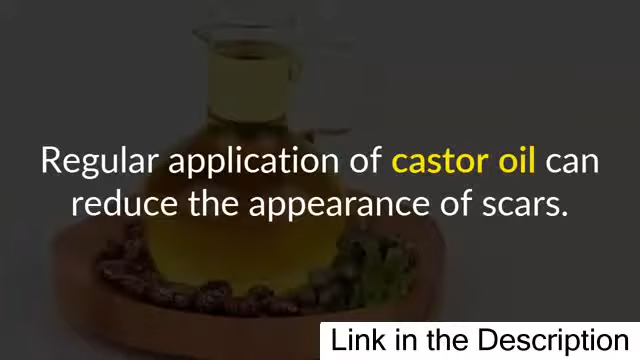 Regular application of castor oil can
reduce the appearance of scars.
Link in the Description